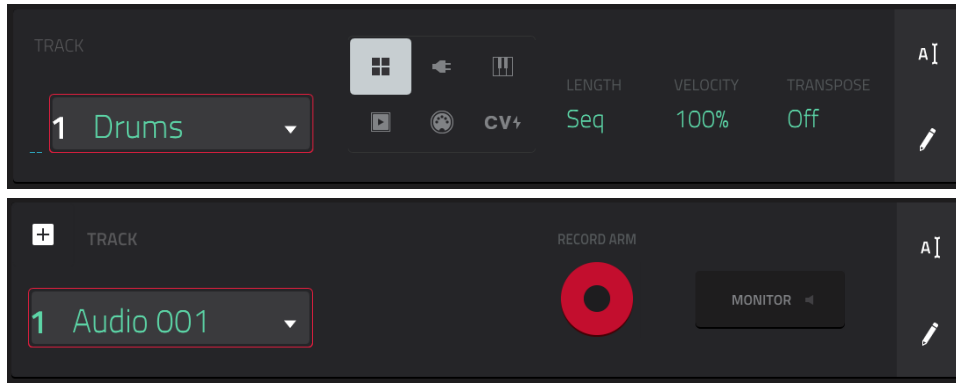 TRACK
1 Drums
CV
LENGTH VELOCITY TRANSPOSE
Seq 100% Off
A
TRACK
1 Audio 001
RECORD ARM
MONITOR
A